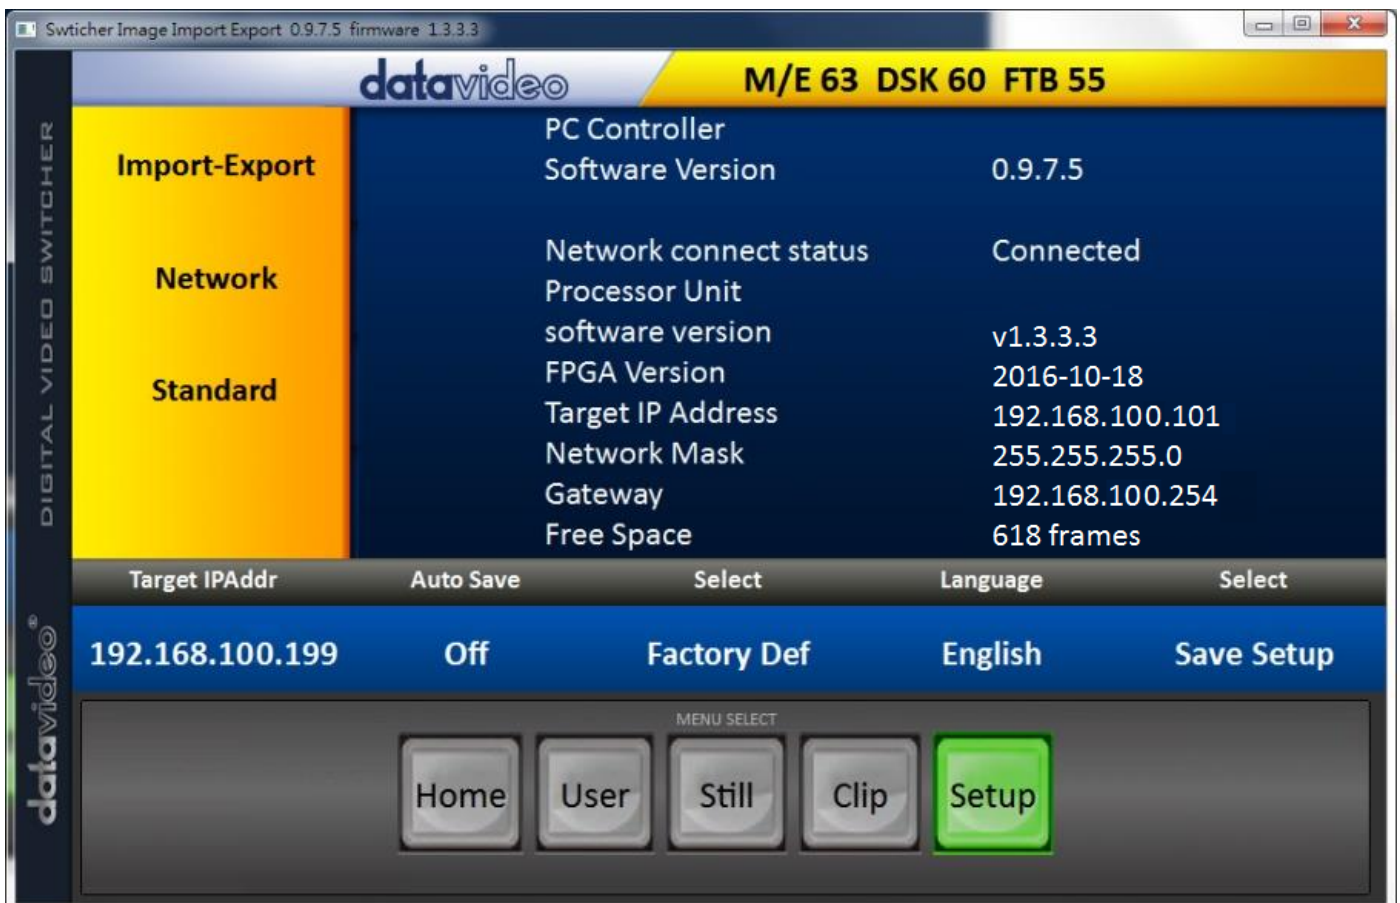 Swticher Image Import Export 0.9.7.5 firmware 1.3.3.3
datavideo M/E 63 DSK 60 FTB 55
DIGITAL VIDEO SWITCHER
datavideo®
Import-Export
Network
Standard
PC Controller
Software Version 0.9.7.5
Network connect status Connected
Processor Unit
software version v1.3.3.3
FPGA Version 2016-10-18
Target IP Address 192.168.100.101
Network Mask 255.255.255.0
Gateway 192.168.100.254
Free Space 618 frames
Target IPAddr Auto Save Select Language Select
192.168.100.199 Off Factory Def English Save Setup
MENU SELECT
Home User Still Clip Setup